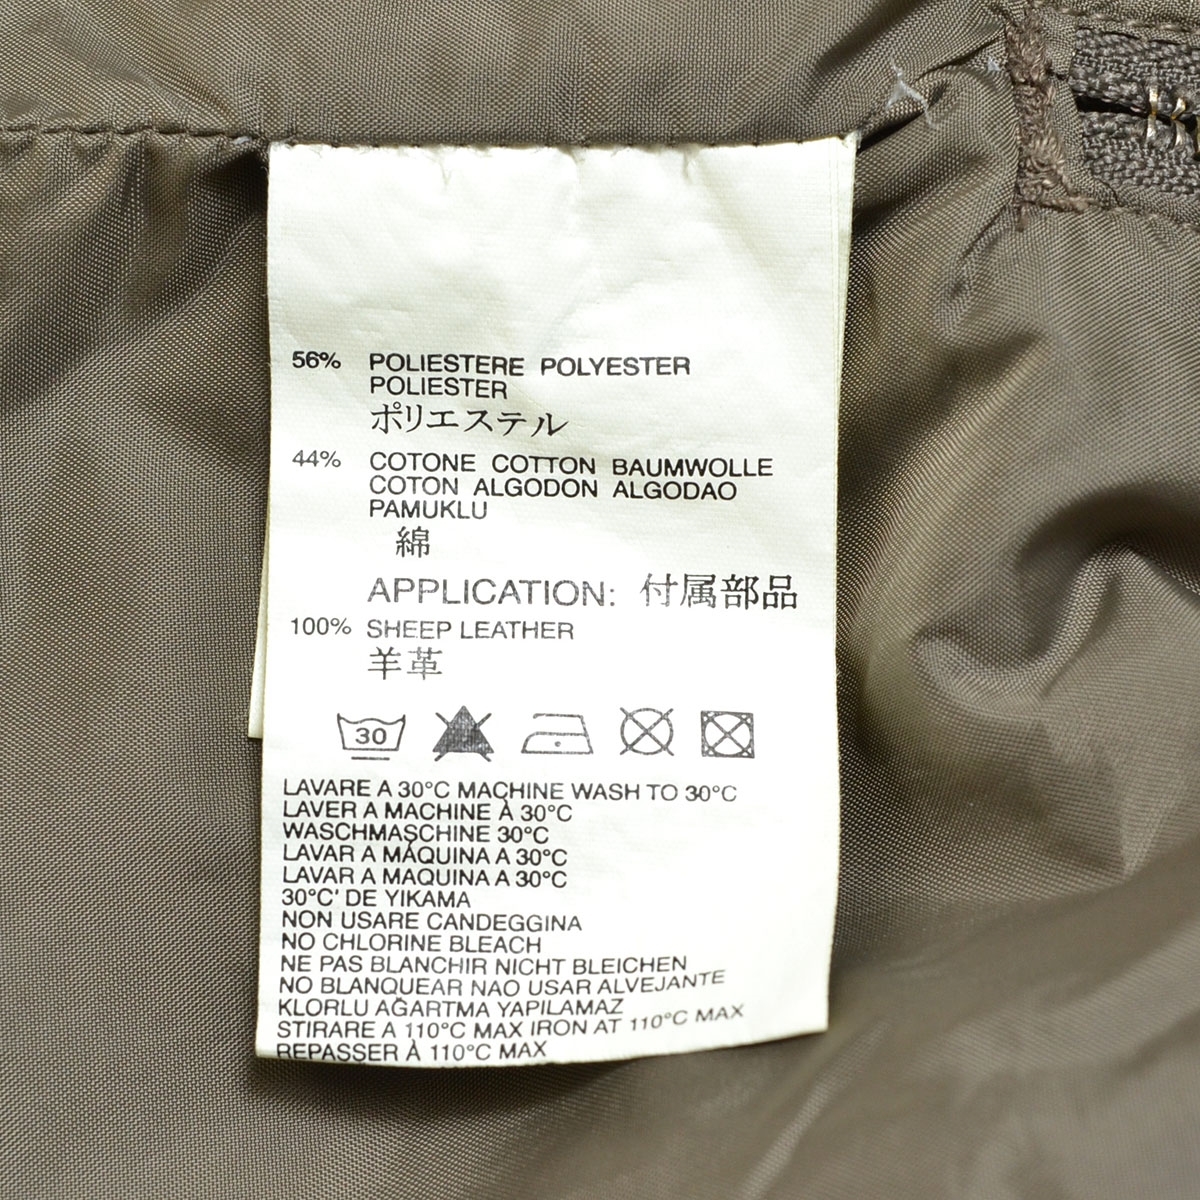 56% POLIESTERE POLYESTER
POLIESTER
ポリエステル
44% COTONE COTTON BAUMWOLLE
COTON ALGODON ALGODAO
PAMUKLU
綿
APPLICATION: 付属部品
100% SHEEP LEATHER
羊革
30
LAVARE A 30°C MACHINE WASH TO 30°C
LAVER A MACHINE À 30°C
WASCHMASCHINE 30°C
LAVAR A MÁQUINA A 30°C
LAVAR A MAQUINA A 30°C
30°C' DE YIKAMA
NON USARE CANDEGGINA
NO CHLORINE BLEACH
NE PAS BLANCHIR NICHT BLEICHEN
NO BLANQUEAR NAO USAR ALVEJANTE
KLORLU AĞARTMA YAPILAMAZ
STIRARE A 110°C MAX IRON AT 110°C MAX
REPASSER À 110°C MAX